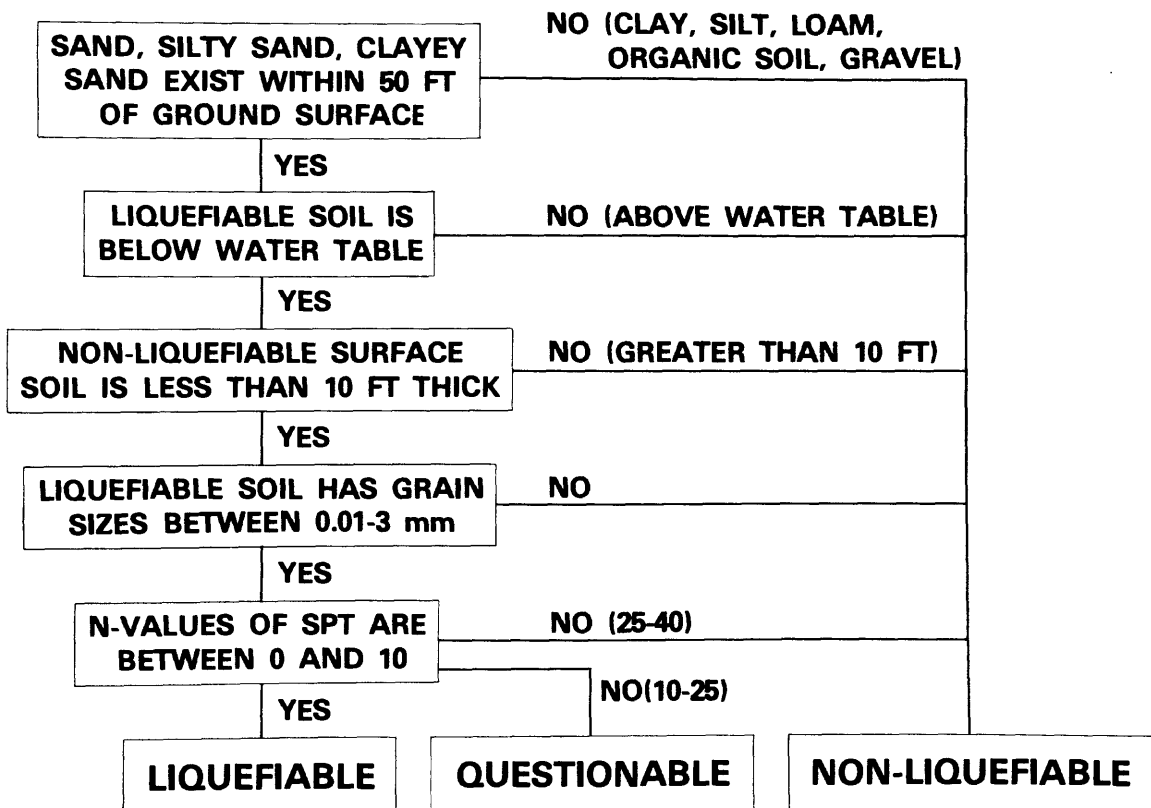 SAND, SILTY SAND, CLAYEY
SAND EXIST WITHIN 50 FT
OF GROUND SURFACE
NO (CLAY, SILT, LOAM,
ORGANIC SOIL, GRAVEL)
YES
LIQUEFIABLE SOIL IS
BELOW WATER TABLE
NO (ABOVE WATER TABLE)
YES
NON-LIQUEFIABLE SURFACE
SOIL IS LESS THAN 10 FT THICK
NO (GREATER THAN 10 FT)
YES
LIQUEFIABLE SOIL HAS GRAIN
SIZES BETWEEN 0.01-3 mm
NO
YES
N-VALUES OF SPT ARE
BETWEEN 0 AND 10
NO (25-40)
NO(10-25)
YES
LIQUEFIABLE
QUESTIONABLE
NON-LIQUEFIABLE